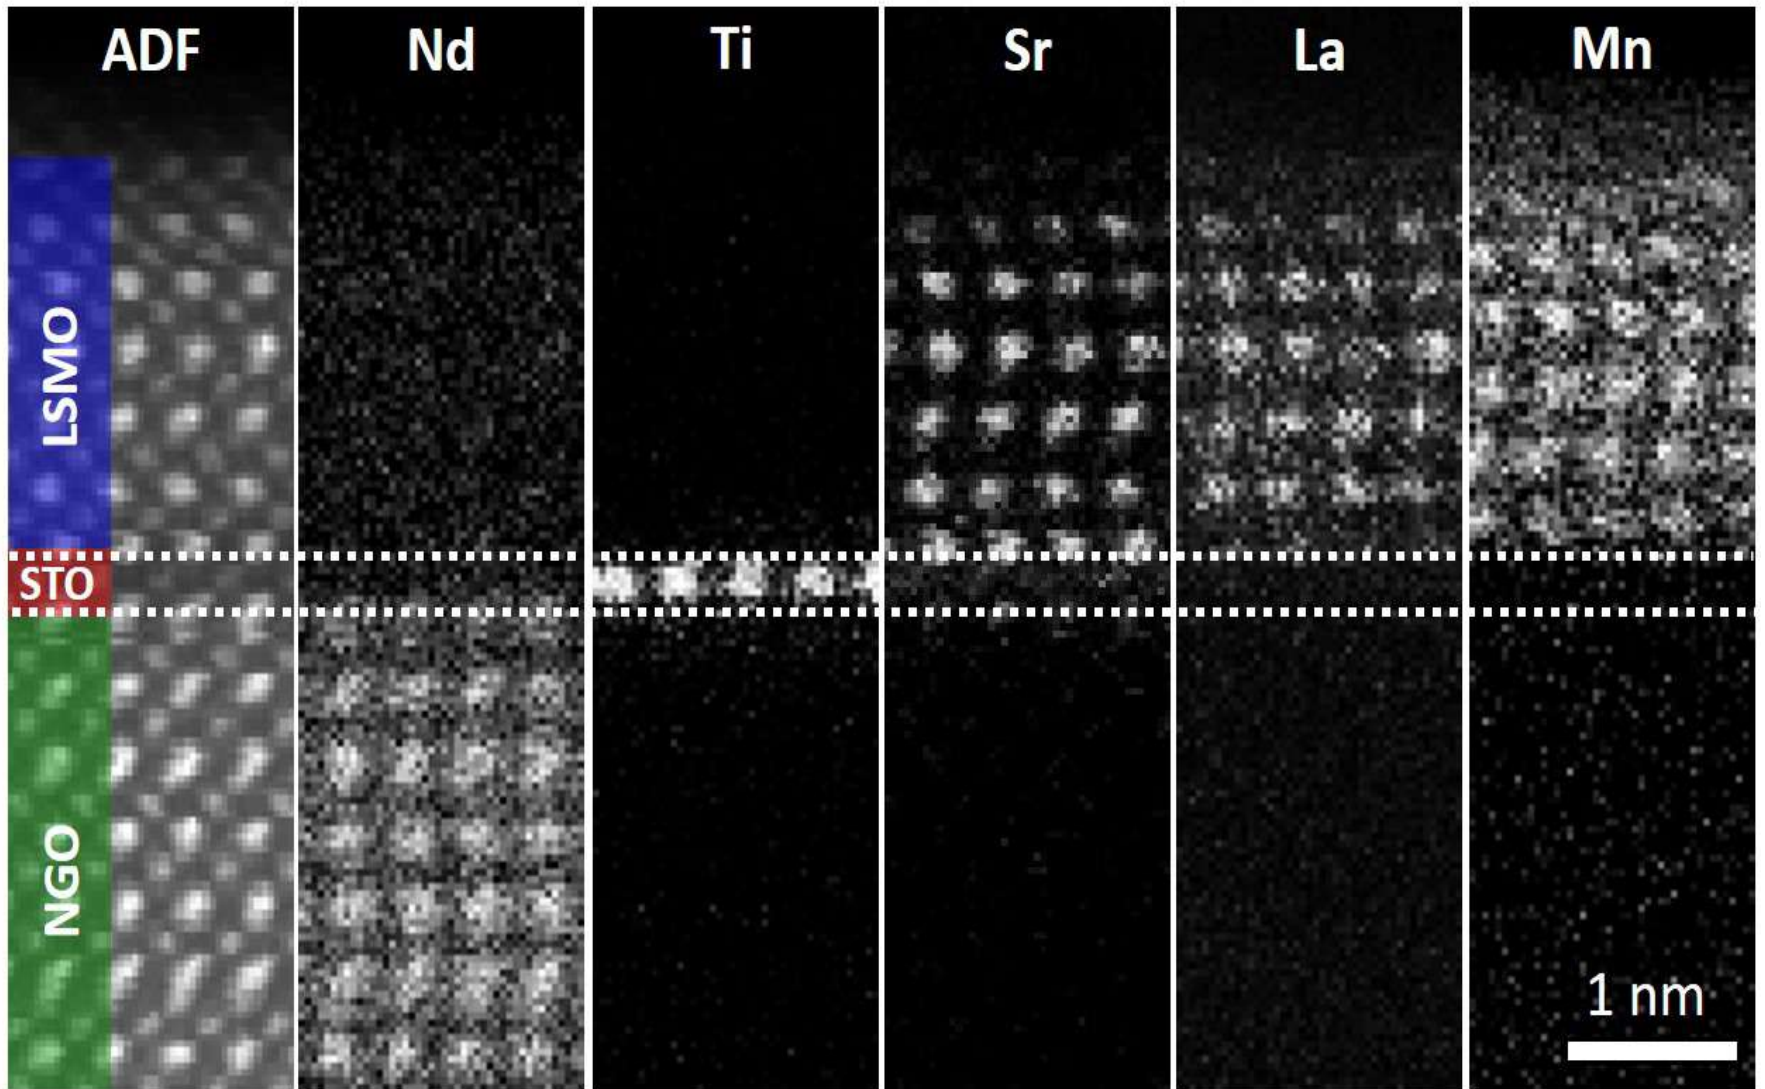 ADF
Nd
Ti
Sr
La
Mn
LSMO
STO
NGO
1 nm